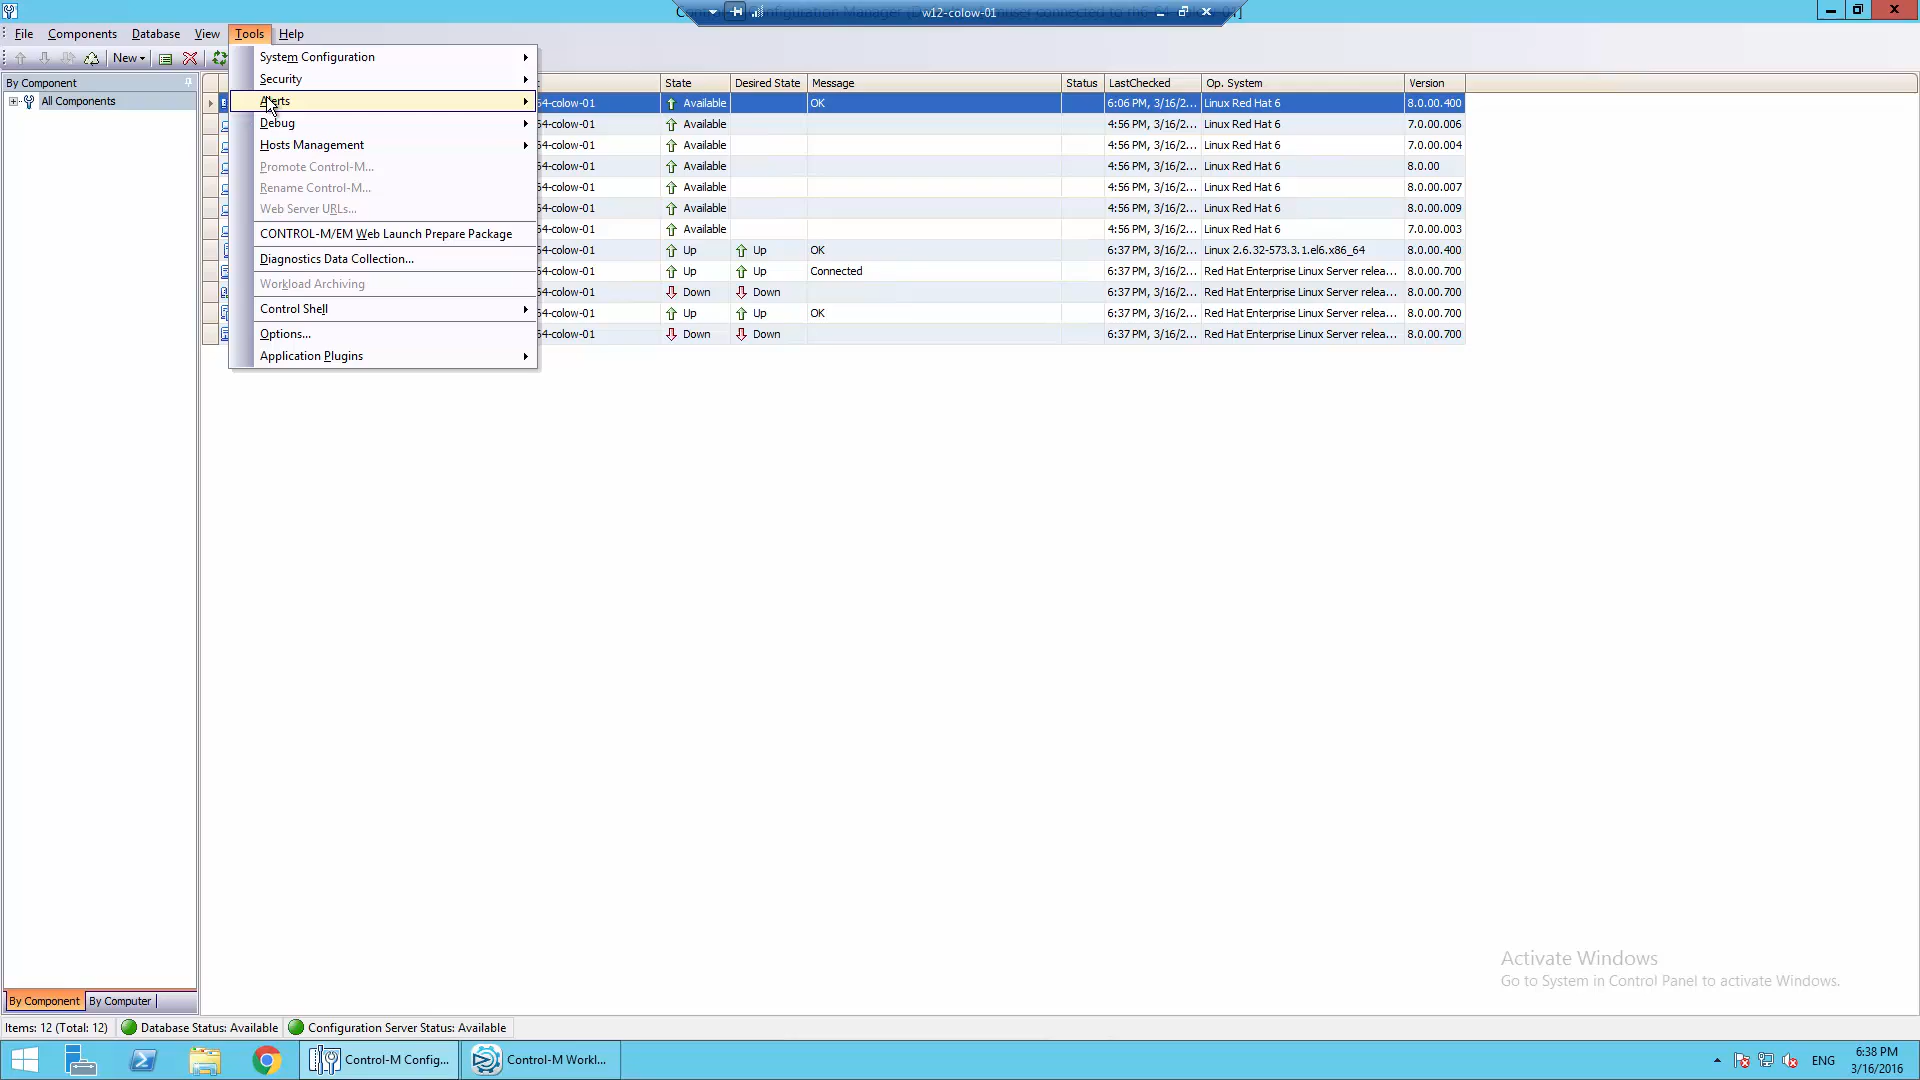 w12-colow-01
File Components Database View Tools Help
New
By Component
All Components
System Configuration
Security
Alerts
Debug
Hosts Management
Promote Control-M...
Rename Control-M...
Web Server URLs...
CONTROL-M/EM Web Launch Prepare Package
Diagnostics Data Collection...
Workload Archiving
Control Shell
Options...
Application Plugins
State Desired State Message Status LastChecked Op. System Version
64-colow-01 Available OK 6:06 PM, 3/16/2... Linux Red Hat 6 8.0.00.400
64-colow-01 Available 4:56 PM, 3/16/2... Linux Red Hat 6 7.0.00.006
64-colow-01 Available 4:56 PM, 3/16/2... Linux Red Hat 6 7.0.00.004
64-colow-01 Available 4:56 PM, 3/16/2... Linux Red Hat 6 8.0.00
64-colow-01 Available 4:56 PM, 3/16/2... Linux Red Hat 6 8.0.00.007
64-colow-01 Available 4:56 PM, 3/16/2... Linux Red Hat 6 8.0.00.009
64-colow-01 Available 4:56 PM, 3/16/2... Linux Red Hat 6 7.0.00.003
64-colow-01 Up Up OK 6:37 PM, 3/16/2... Linux 2.6.32-573.3.1.el6.x86_64 8.0.00.400
64-colow-01 Up Up Connected 6:37 PM, 3/16/2... Red Hat Enterprise Linux Server relea... 8.0.00.700
64-colow-01 Down Down 6:37 PM, 3/16/2... Red Hat Enterprise Linux Server relea... 8.0.00.700
64-colow-01 Up Up OK 6:37 PM, 3/16/2... Red Hat Enterprise Linux Server relea... 8.0.00.700
64-colow-01 Down Down 6:37 PM, 3/16/2... Red Hat Enterprise Linux Server relea... 8.0.00.700
Activate Windows
Go to System in Control Panel to activate Windows.
By Component By Computer
Items: 12 (Total: 12) Database Status: Available Configuration Server Status: Available
Control-M Config... Control-M Workl... ENG 6:38 PM
3/16/2016